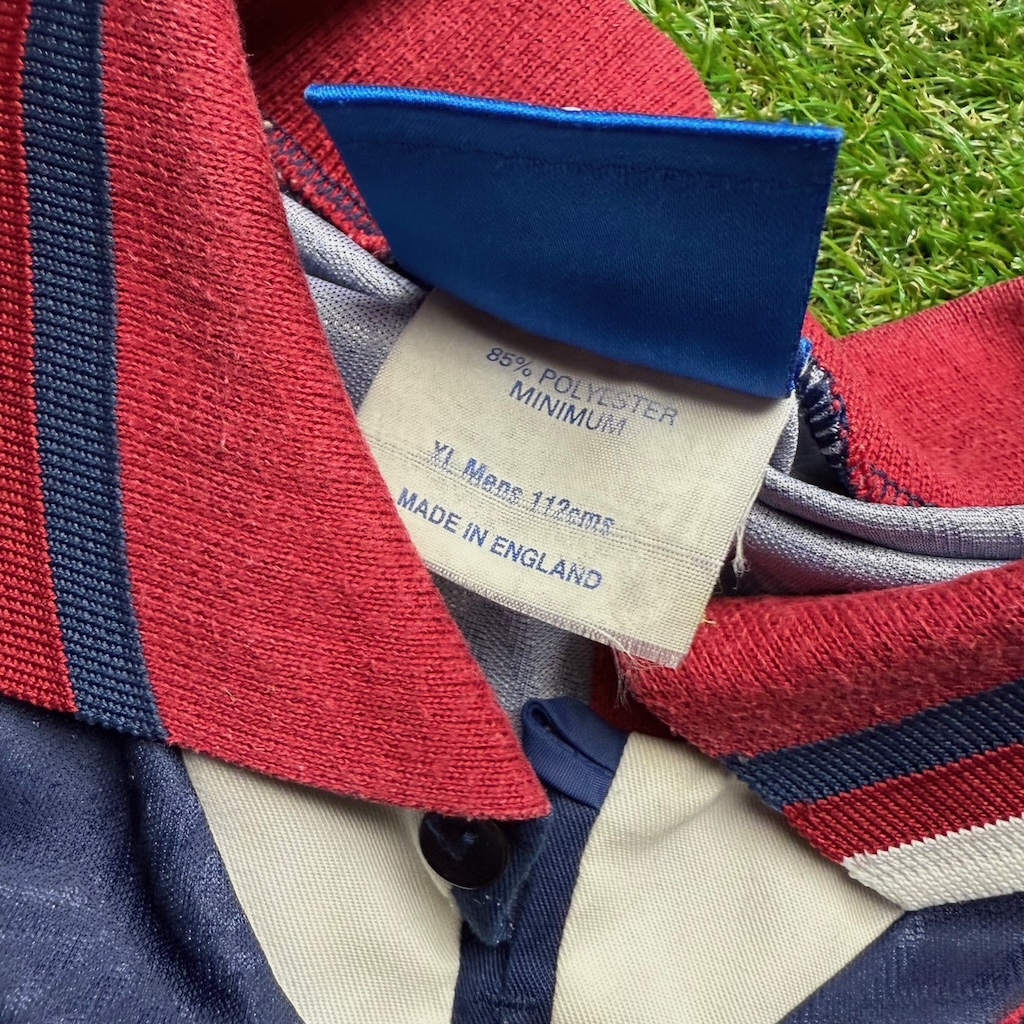 85% POLYESTER
MINIMUM
XL Mens 112cms
MADE IN ENGLAND